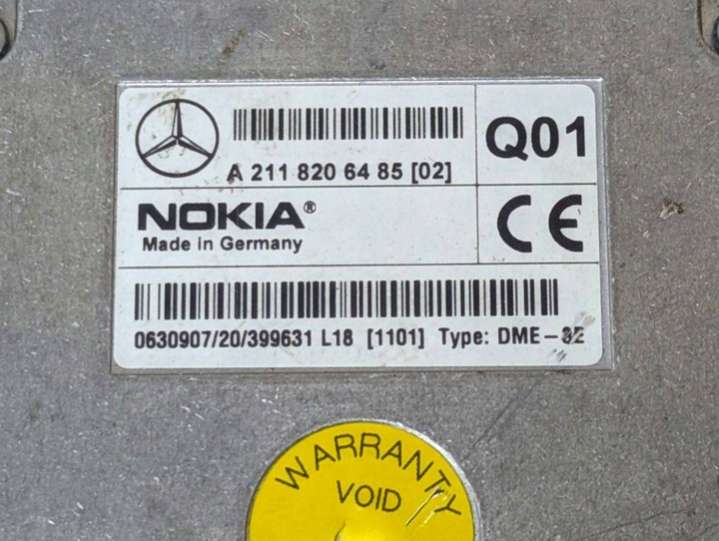 A 211 820 64 85 [02]
Q01
NOKIA®
Made in Germany
CE
0630907/20/399631 L18 [1101] Type: DME-
WARRANTY
VOID